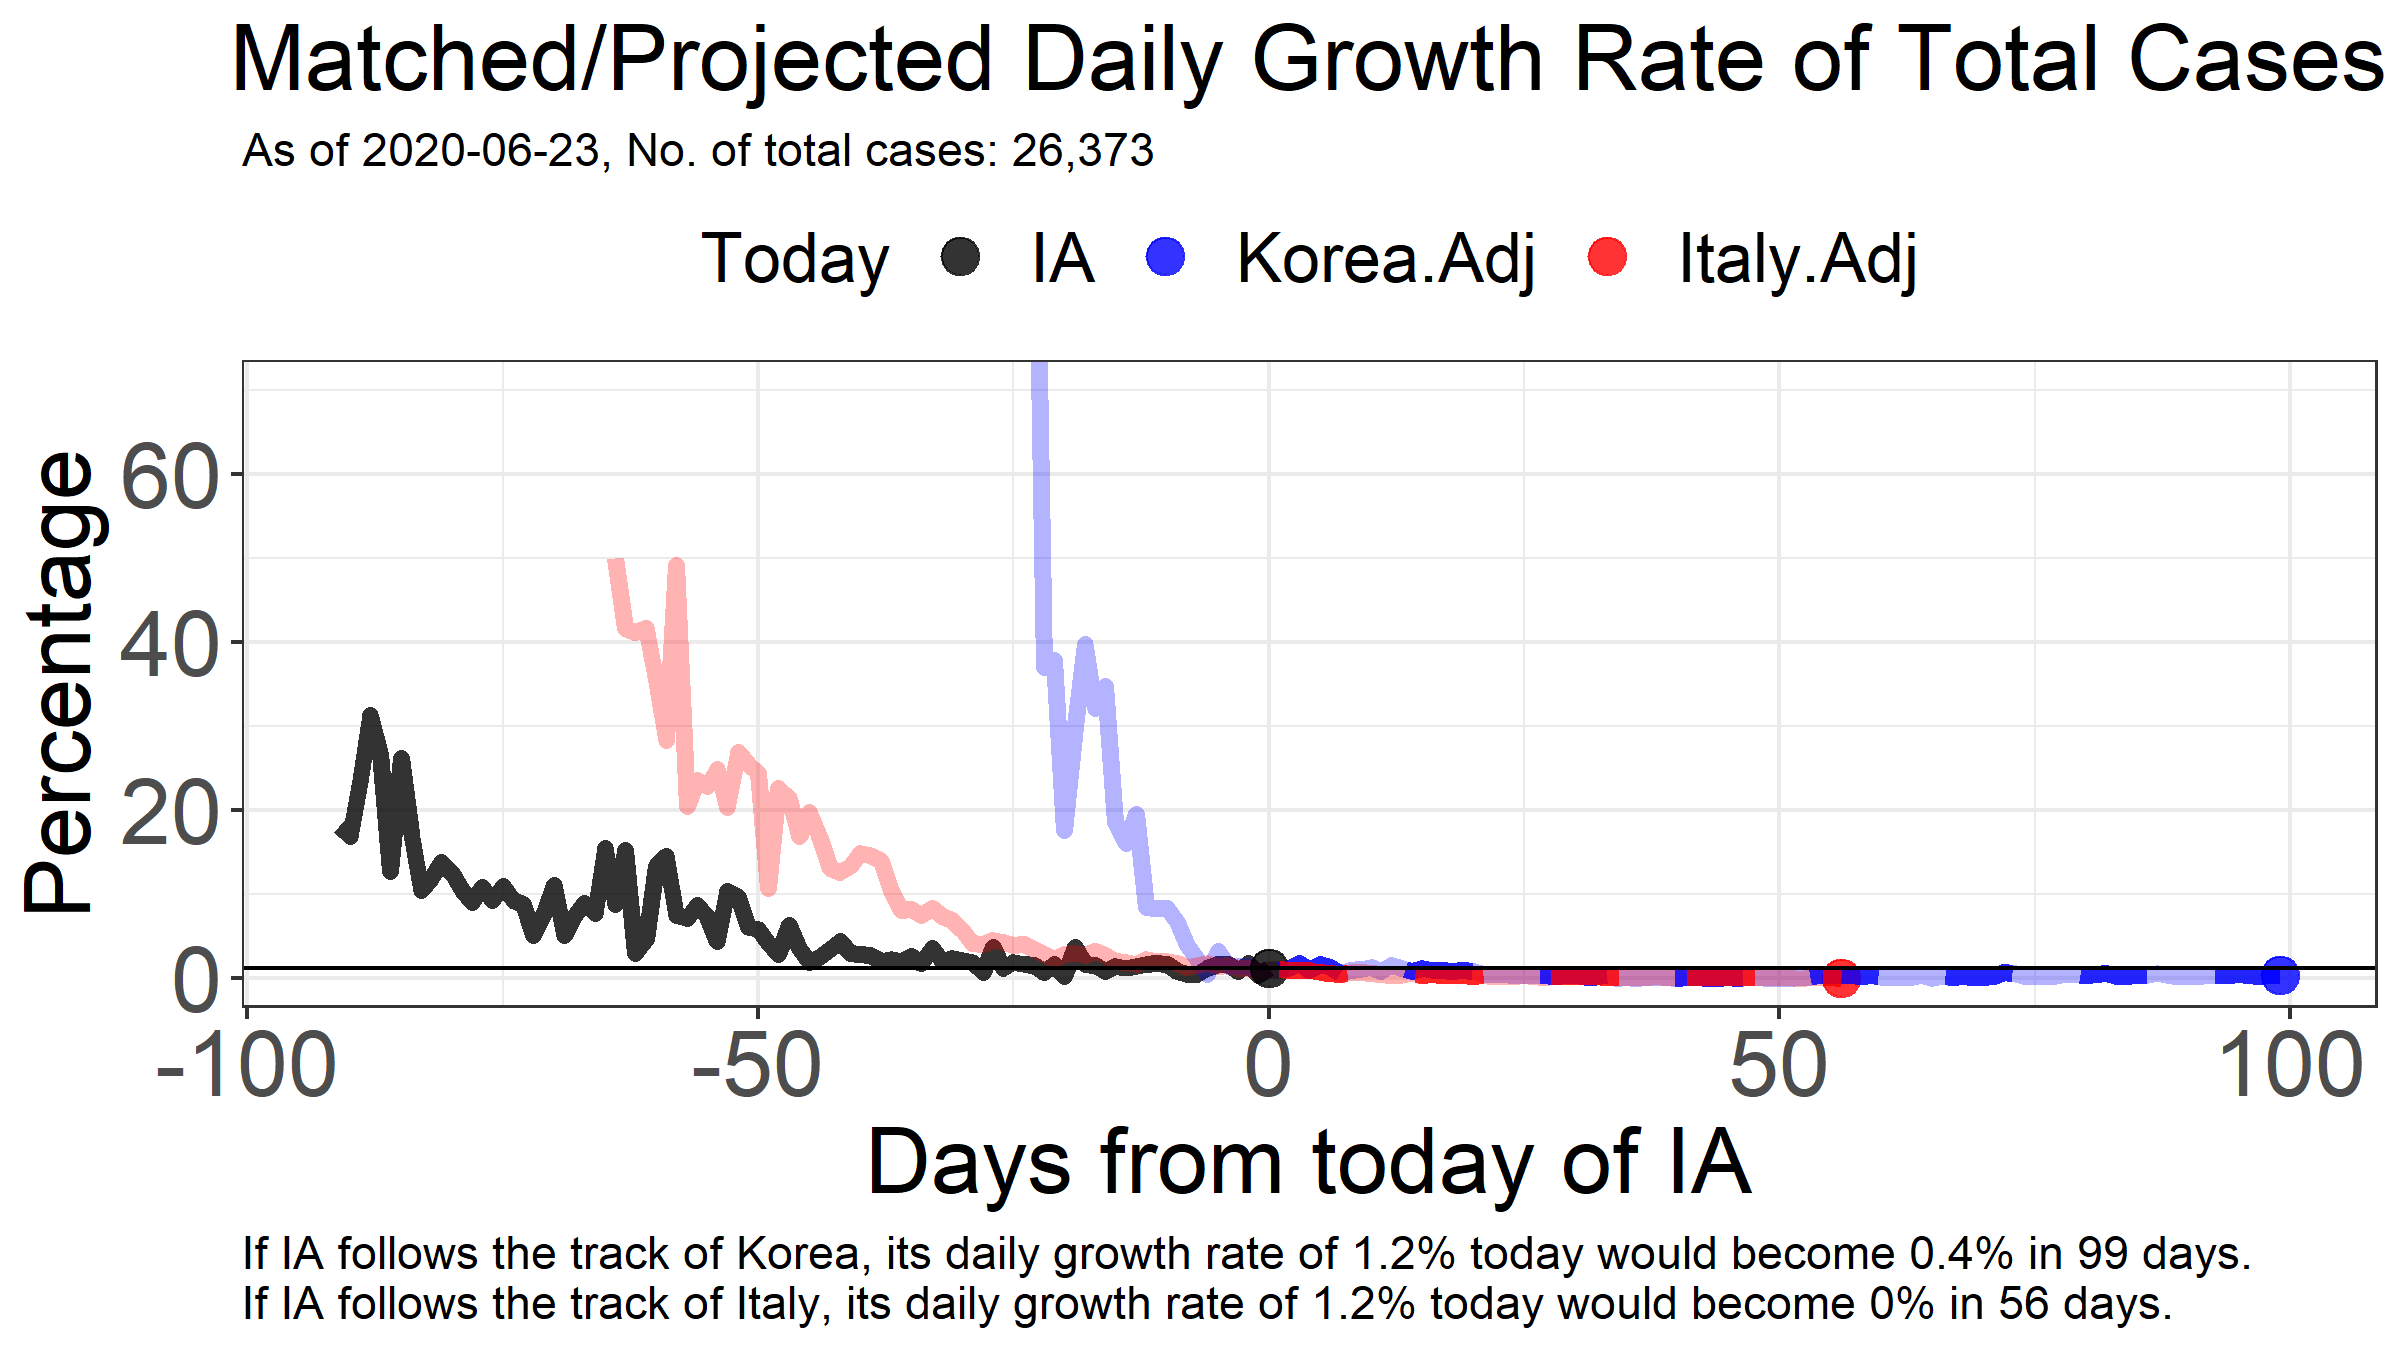 Matched/Projected Daily Growth Rate of Total Cases
As of 2020-06-23, No. of total cases: 26,373
Today IA Korea.Adj Italy.Adj
Percentage
60
40
20
0
-100 -50 0 50 100
Days from today of IA
If IA follows the track of Korea, its daily growth rate of 1.2% today would become 0.4% in 99 days.
If IA follows the track of Italy, its daily growth rate of 1.2% today would become 0% in 56 days.